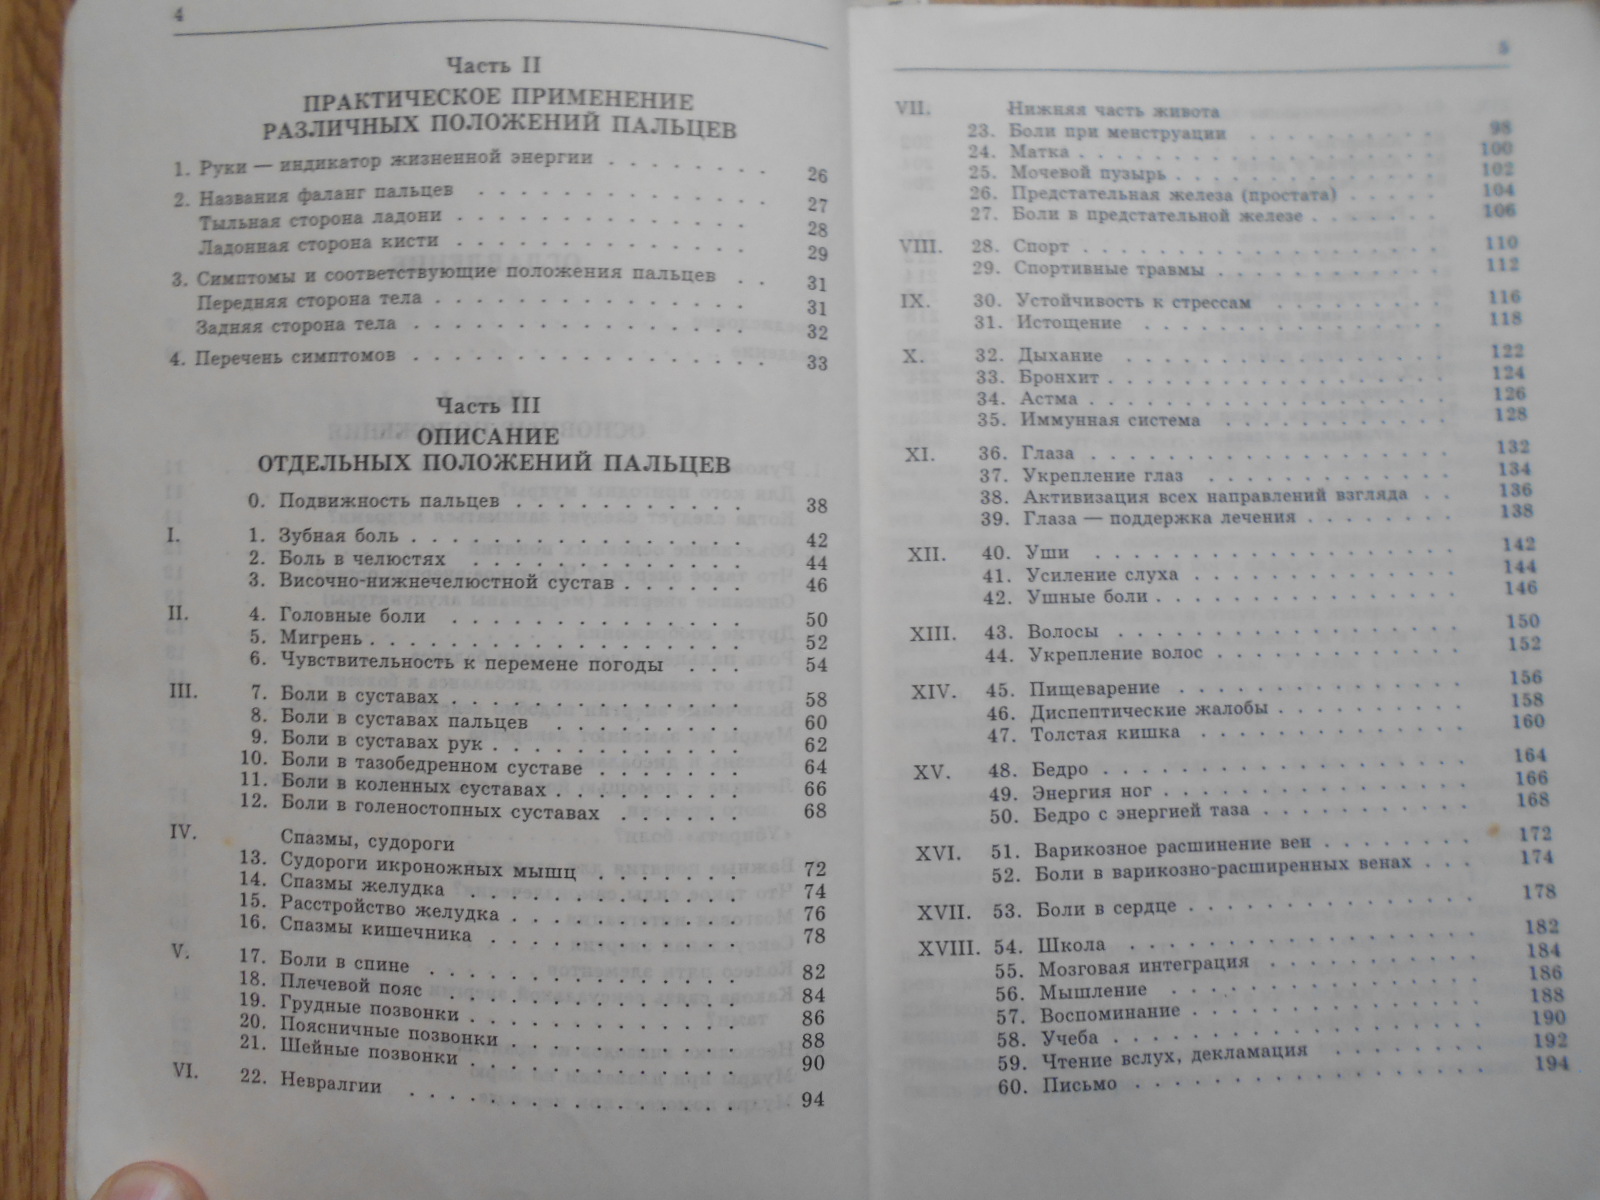 4
Часть II
ПРАКТИЧЕСКОЕ ПРИМЕНЕНИЕ
РАЗЛИЧНЫХ ПОЛОЖЕНИЙ ПАЛЬЦЕВ
1. Руки — индикатор жизненной энергии . . . . . . . 26
2. Названия фаланг пальцев . . . . . . . . . . . . 27
Тыльная сторона ладони . . . . . . . . . . . . 28
Ладонная сторона кисти . . . . . . . . . . . . 29
3. Симптомы и соответствующие положения пальцев . . 31
Передняя сторона тела . . . . . . . . . . . . . 31
Задняя сторона тела . . . . . . . . . . . . . . 32
4. Перечень симптомов . . . . . . . . . . . . . . . 33
Часть III
ОПИСАНИЕ
ОТДЕЛЬНЫХ ПОЛОЖЕНИЙ ПАЛЬЦЕВ
0. Подвижность пальцев . . . . . . . . . . 38
I. 1. Зубная боль . . . . . . . . . . . . . . 42
2. Боль в челюстях . . . . . . . . . . . . 44
3. Височно-нижнечелюстной сустав . . . . . . 46
II. 4. Головные боли . . . . . . . . . . . . . 50
5. Мигрень . . . . . . . . . . . . . . . . 52
6. Чувствительность к перемене погоды . . . 54
III. 7. Боли в суставах . . . . . . . . . . . . 58
8. Боли в суставах пальцев . . . . . . . . 60
9. Боли в суставах рук . . . . . . . . . . . 62
10. Боли в тазобедренном суставе . . . . . . . 64
11. Боли в коленных суставах . . . . . . . . . 66
12. Боли в голеностопных суставах . . . . . . 68
IV. Спазмы, судороги
13. Судороги икроножных мышц . . . . . . . 72
14. Спазмы желудка . . . . . . . . . . . . 74
15. Расстройство желудка . . . . . . . . . . 76
16. Спазмы кишечника . . . . . . . . . . . 78
V. 17. Боли в спине . . . . . . . . . . . . . 82
18. Плечевой пояс . . . . . . . . . . . . . 84
19. Грудные позвонки . . . . . . . . . . . . 86
20. Поясничные позвонки . . . . . . . . . . 88
21. Шейные позвонки . . . . . . . . . . . . 90
VI. 22. Невралгии . . . . . . . . . . . . . . 94
5
VII. Нижняя часть живота
23. Боли при менструации . . . . . . . . . . 98
24. Матка . . . . . . . . . . . . . . . . . . 100
25. Мочевой пузырь . . . . . . . . . . . . . 102
26. Предстательная железа (простата) . . . . . 104
27. Боли в предстательной железе . . . . . . 106
VIII. 28. Спорт . . . . . . . . . . . . . . . . . 110
29. Спортивные травмы . . . . . . . . . . . . 112
IX. 30. Устойчивость к стрессам . . . . . . . . . 116
31. Истощение . . . . . . . . . . . . . . . . 118
X. 32. Дыхание . . . . . . . . . . . . . . . . 122
33. Бронхит . . . . . . . . . . . . . . . . . 124
34. Астма . . . . . . . . . . . . . . . . . . 126
35. Иммунная система . . . . . . . . . . . . 128
XI. 36. Глаза . . . . . . . . . . . . . . . . . . 132
37. Укрепление глаз . . . . . . . . . . . . . 134
38. Активизация всех направлений взгляда . . 136
39. Глаза — поддержка лечения . . . . . . . . 138
XII. 40. Уши . . . . . . . . . . . . . . . . . . 142
41. Усиление слуха . . . . . . . . . . . . . 144
42. Ушные боли . . . . . . . . . . . . . . . 146
XIII. 43. Волосы . . . . . . . . . . . . . . . . . 150
44. Укрепление волос . . . . . . . . . . . . 152
XIV. 45. Пищеварение . . . . . . . . . . . . . . 156
46. Диспептические жалобы . . . . . . . . . 158
47. Толстая кишка . . . . . . . . . . . . . 160
XV. 48. Бедро . . . . . . . . . . . . . . . . . 164
49. Энергия ног . . . . . . . . . . . . . . . 166
50. Бедро с энергией таза . . . . . . . . . . 168
XVI. 51. Варикозное расшинение вен . . . . . . . 172
52. Боли в варикозно-расширенных венах . . . 174
XVII. 53. Боли в сердце . . . . . . . . . . . . . . 178
XVIII. 54. Школа . . . . . . . . . . . . . . . . . 182
55. Мозговая интеграция . . . . . . . . . . . 184
56. Мышление . . . . . . . . . . . . . . . . 186
57. Воспоминание . . . . . . . . . . . . . . 188
58. Учеба . . . . . . . . . . . . . . . . . . 190
59. Чтение вслух, декламация . . . . . . . . 192
60. Письмо . . . . . . . . . . . . . . . . . 194